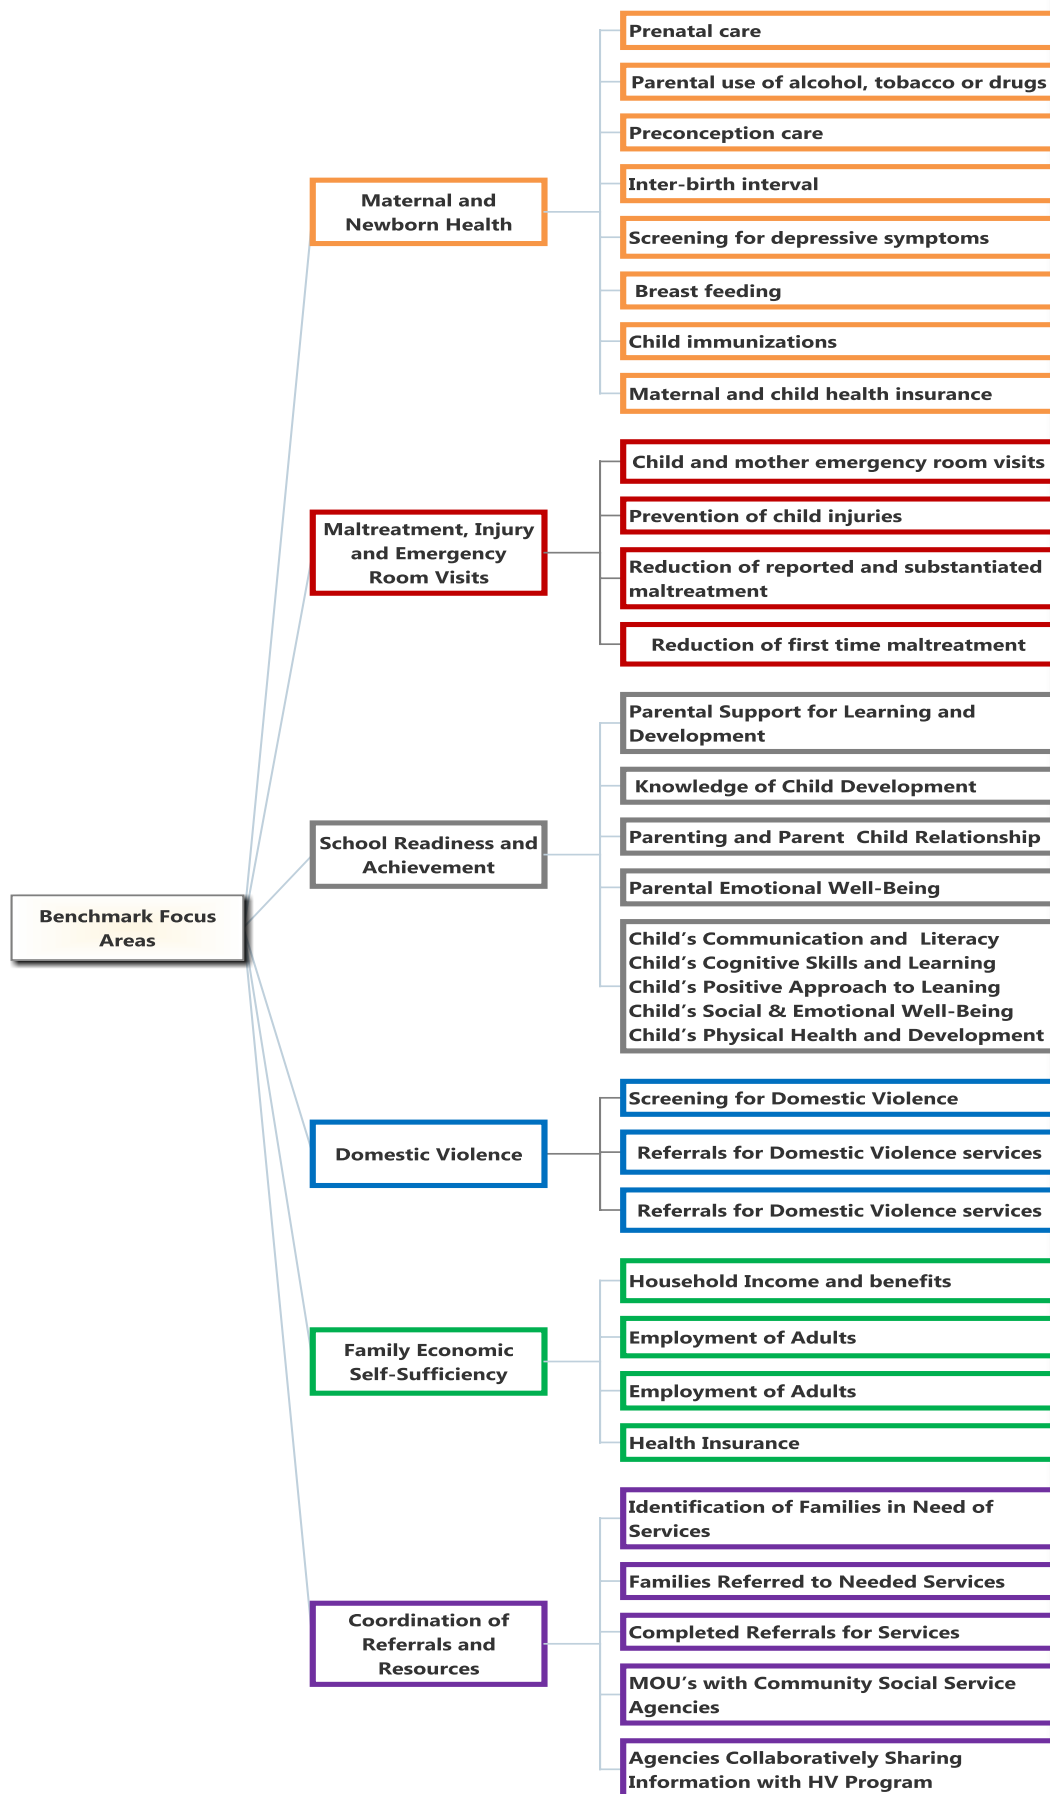 Prenatal care
Parental use of alcohol, tobacco or drugs
Preconception care
Maternal and
Newborn Health
Inter-birth interval
Screening for depressive symptoms
Breast feeding
Child immunizations
Maternal and child health insurance
Child and mother emergency room visits
Maltreatment, Injury
and Emergency
Room Visits
Prevention of child injuries
Reduction of reported and substantiated
maltreatment
Reduction of first time maltreatment
Parental Support for Learning and
Development
Knowledge of Child Development
School Readiness and
Achievement
Parenting and Parent  Child Relationship
Parental Emotional Well-Being
Benchmark Focus
Areas
Child's Communication and  Literacy
Child's Cognitive Skills and Learning
Child's Positive Approach to Leaning
Child's Social & Emotional Well-Being
Child's Physical Health and Development
Screening for Domestic Violence
Domestic Violence
Referrals for Domestic Violence services
Referrals for Domestic Violence services
Household Income and benefits
Family Economic
Self-Sufficiency
Employment of Adults
Employment of Adults
Health Insurance
Identification of Families in Need of
Services
Families Referred to Needed Services
Coordination of
Referrals and
Resources
Completed Referrals for Services
MOU's with Community Social Service
Agencies
Agencies Collaboratively Sharing
Information with HV Program